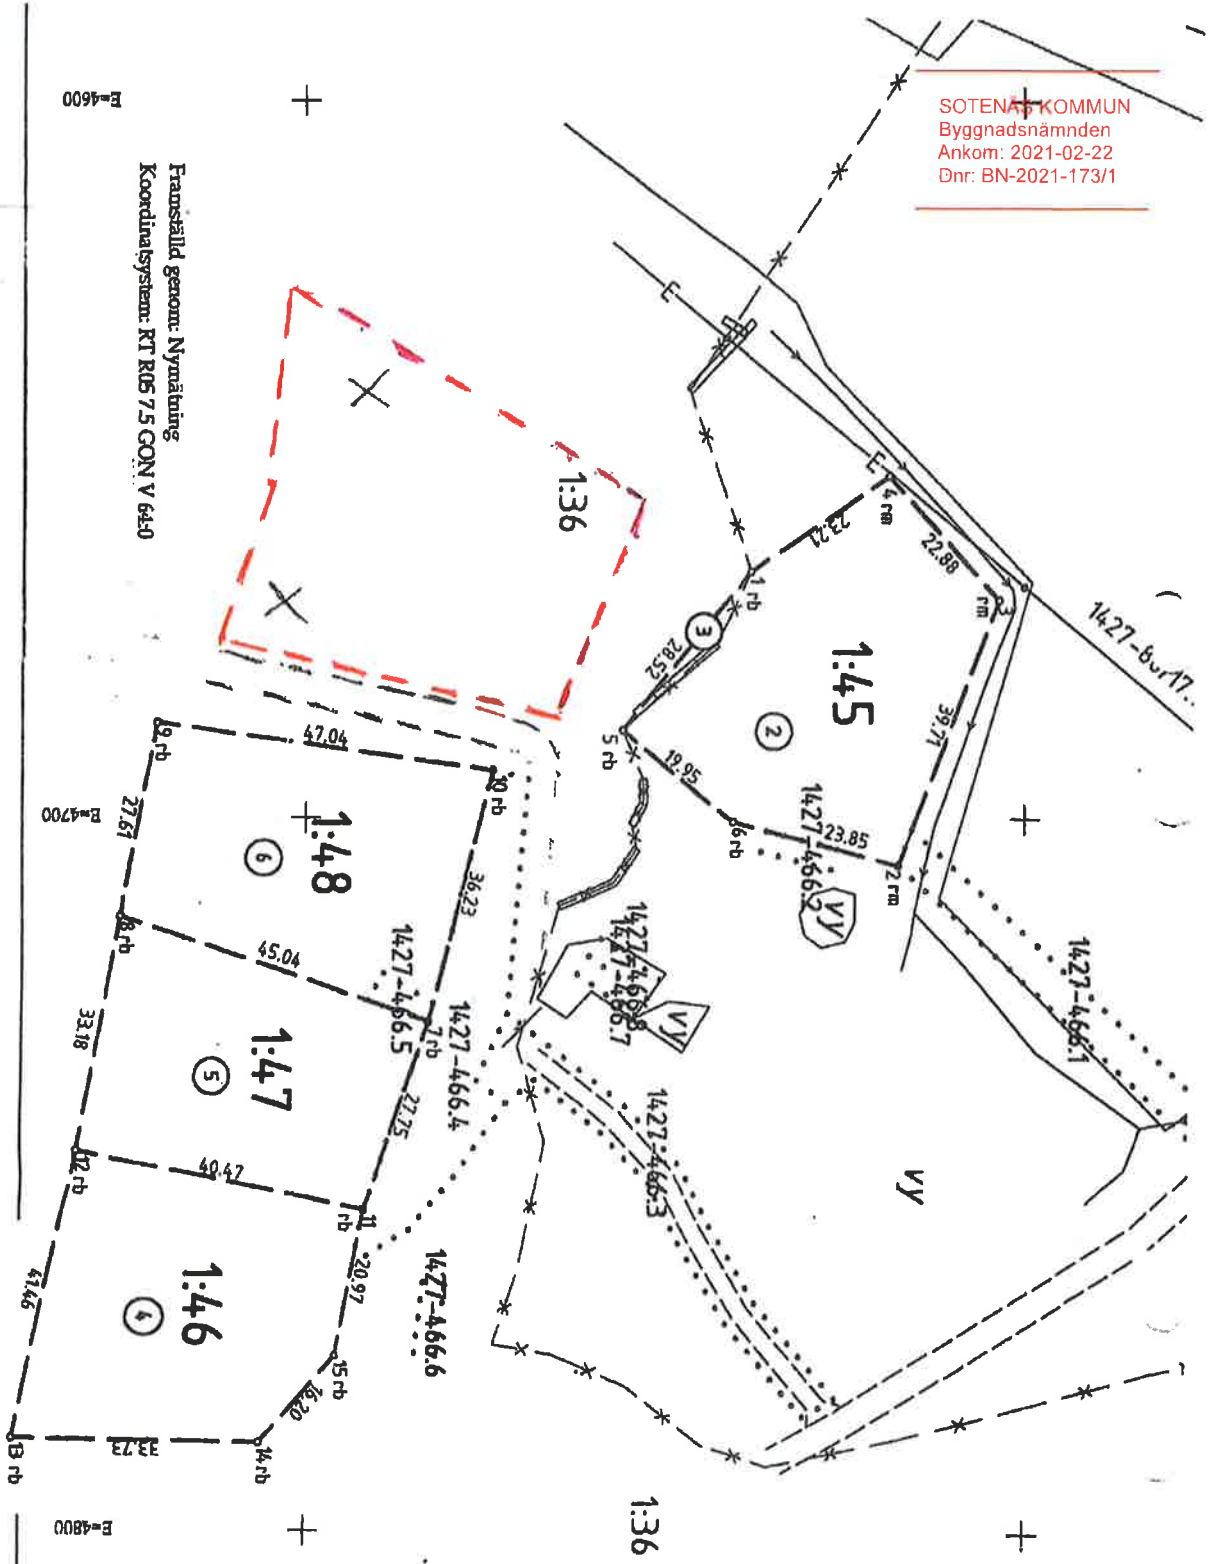 SOTENÄS KOMMUN
Byggnadsnämnden
Ankom: 2021-02-22
Dnr: BN-2021-173/1
E=4600
Framställd genom: Nymätning
Koordinatsystem: RT R05 7.5 GON V 64:0
E
E
4 rm
22.88
3
rm
23.21
1 rb
1:36
1:45
2
3
28.52
39.71
5 rb
19.95
6 rb
23.85
2 rm
1427-466.2
vy
1427-466.1
9 rb
47.04
10 rb
E=4700
27.61
1:48
6
36.23
8 rb
45.04
7 rb
1427-466.5
1427-466.4
1427-466.8
1427-466.7
vy
1427-466.3
vy
33.18
1:47
5
27.75
12 rb
40.47
11
rb
1:46
4
20.97
1427-466.6
41.46
15 rb
16.20
33.73
14 rb
13 rb
E=4800
1:36